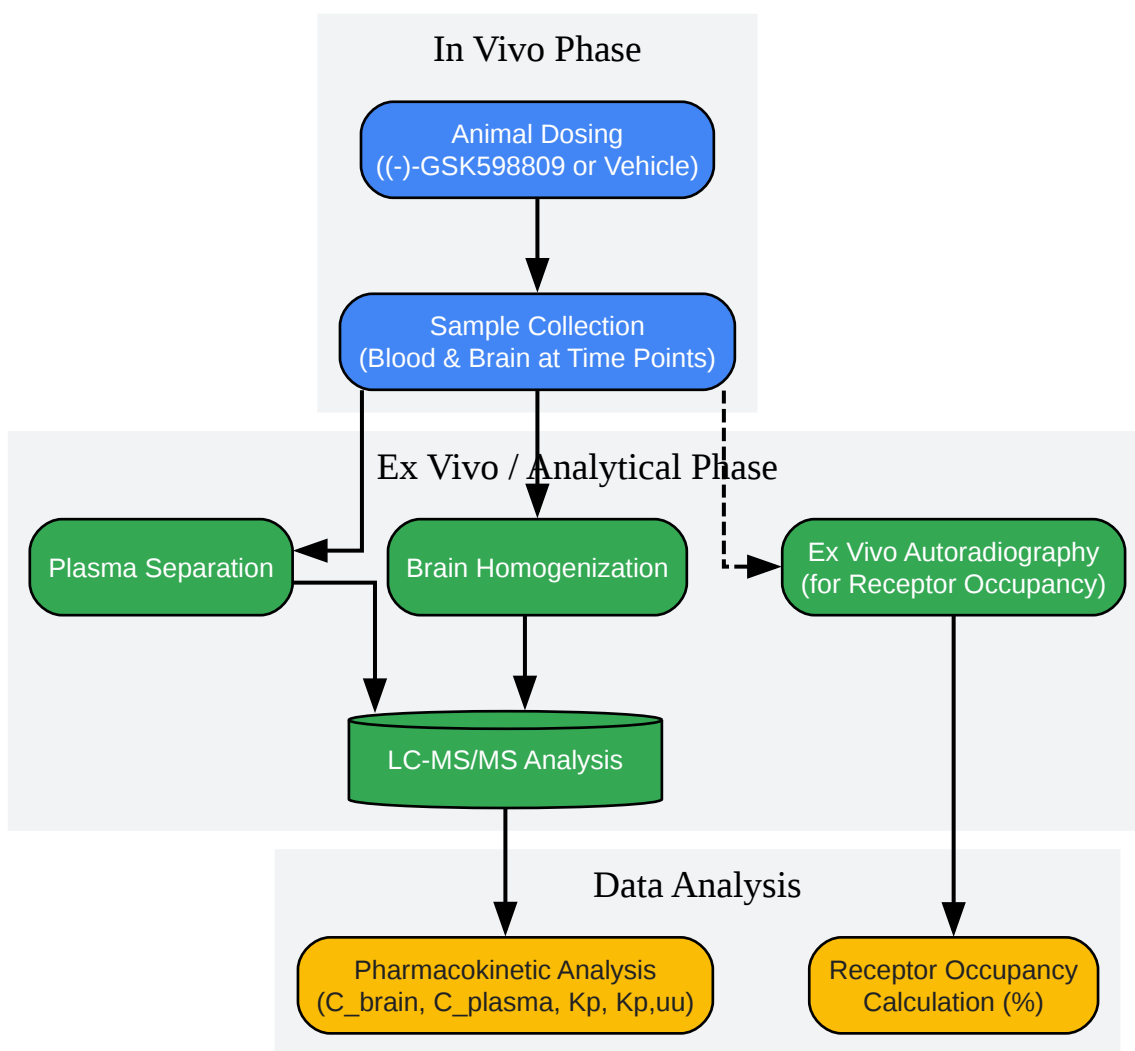 In Vivo Phase
Animal Dosing
((-)-GSK598809 or Vehicle)
Sample Collection
(Blood & Brain at Time Points)
Ex Vivo / Analytical Phase
Plasma Separation
Brain Homogenization
Ex Vivo Autoradiography
(for Receptor Occupancy)
LC-MS/MS Analysis
Data Analysis
Pharmacokinetic Analysis
(C_brain, C_plasma, Kp, Kp,uu)
Receptor Occupancy
Calculation (%)